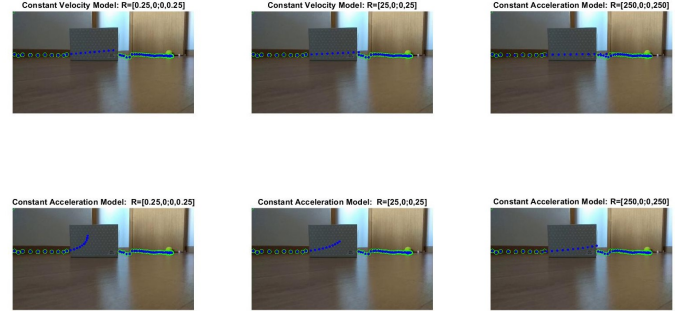 Constant Velocity Model: R=[0.25,0;0,0.25]
Constant Velocity Model: R=[25,0;0,25]
Constant Acceleration Model: R=[250,0;0,250]
Constant Acceleration Model: R=[0.25,0;0,0.25]
Constant Acceleration Model: R=[25,0;0,25]
Constant Acceleration Model: R=[250,0;0,250]